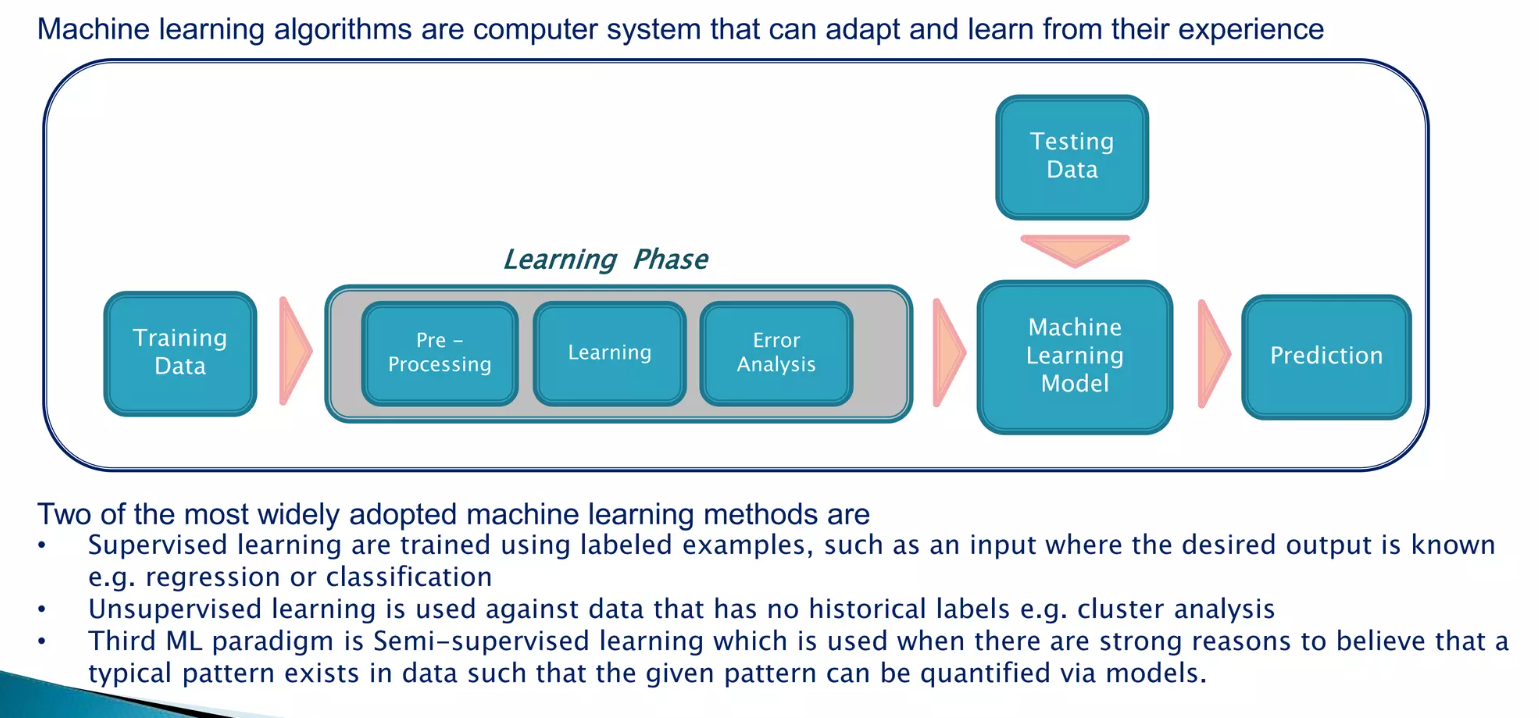 Machine learning algorithms are computer system that can adapt and learn from their experience
Testing
Data
Learning Phase
Training
Data
Pre –
Processing
Learning
Error
Analysis
Machine
Learning
Model
Prediction
Two of the most widely adopted machine learning methods are
• Supervised learning are trained using labeled examples, such as an input where the desired output is known
e.g. regression or classification
• Unsupervised learning is used against data that has no historical labels e.g. cluster analysis
• Third ML paradigm is Semi-supervised learning which is used when there are strong reasons to believe that a
typical pattern exists in data such that the given pattern can be quantified via models.